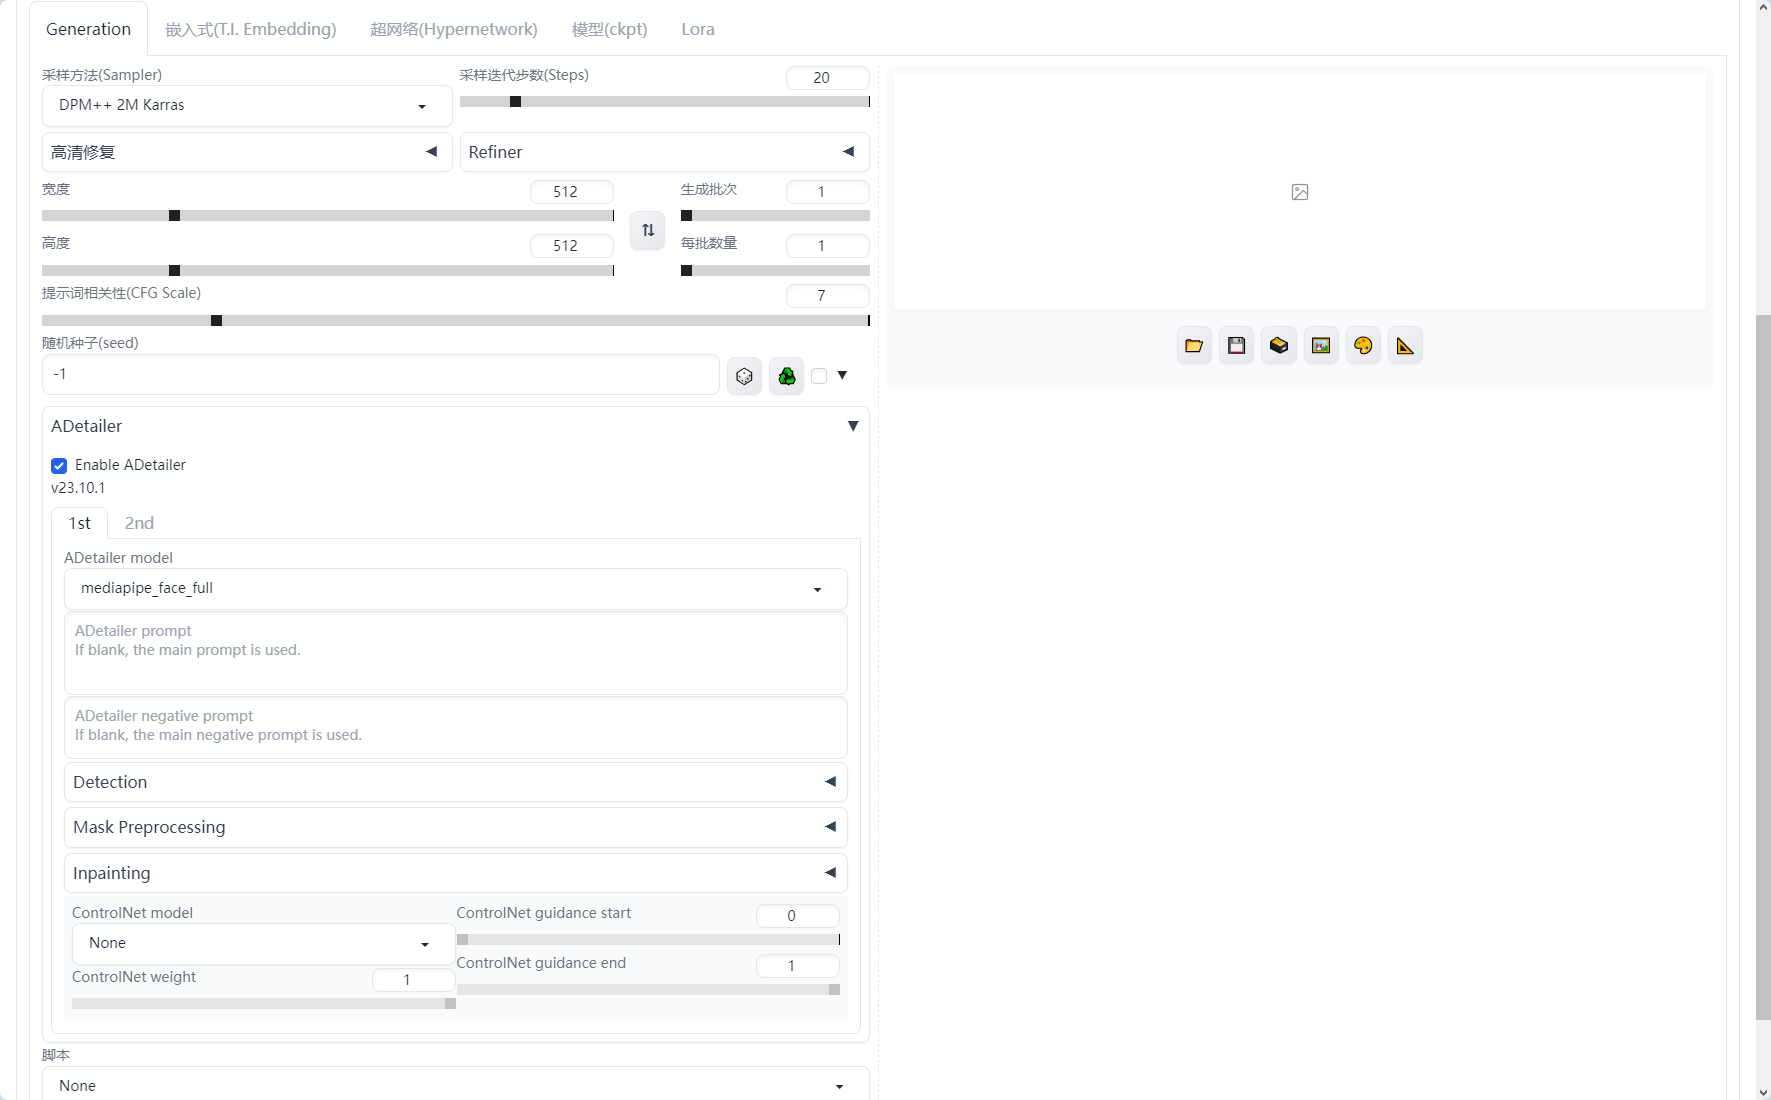 Generation
嵌入式(T.I. Embedding)
超网络(Hypernetwork)
模型(ckpt)
Lora
采样方法(Sampler)
DPM++ 2M Karras
采样迭代步数(Steps)
20
高清修复
Refiner
宽度
512
高度
512
生成批次
1
每批数量
1
提示词相关性(CFG Scale)
7
随机种子(seed)
-1
ADetailer
Enable ADetailer
v23.10.1
1st
2nd
ADetailer model
mediapipe_face_full
ADetailer prompt
If blank, the main prompt is used.
ADetailer negative prompt
If blank, the main negative prompt is used.
Detection
Mask Preprocessing
Inpainting
ControlNet model
None
ControlNet weight
1
ControlNet guidance start
0
ControlNet guidance end
1
脚本
None